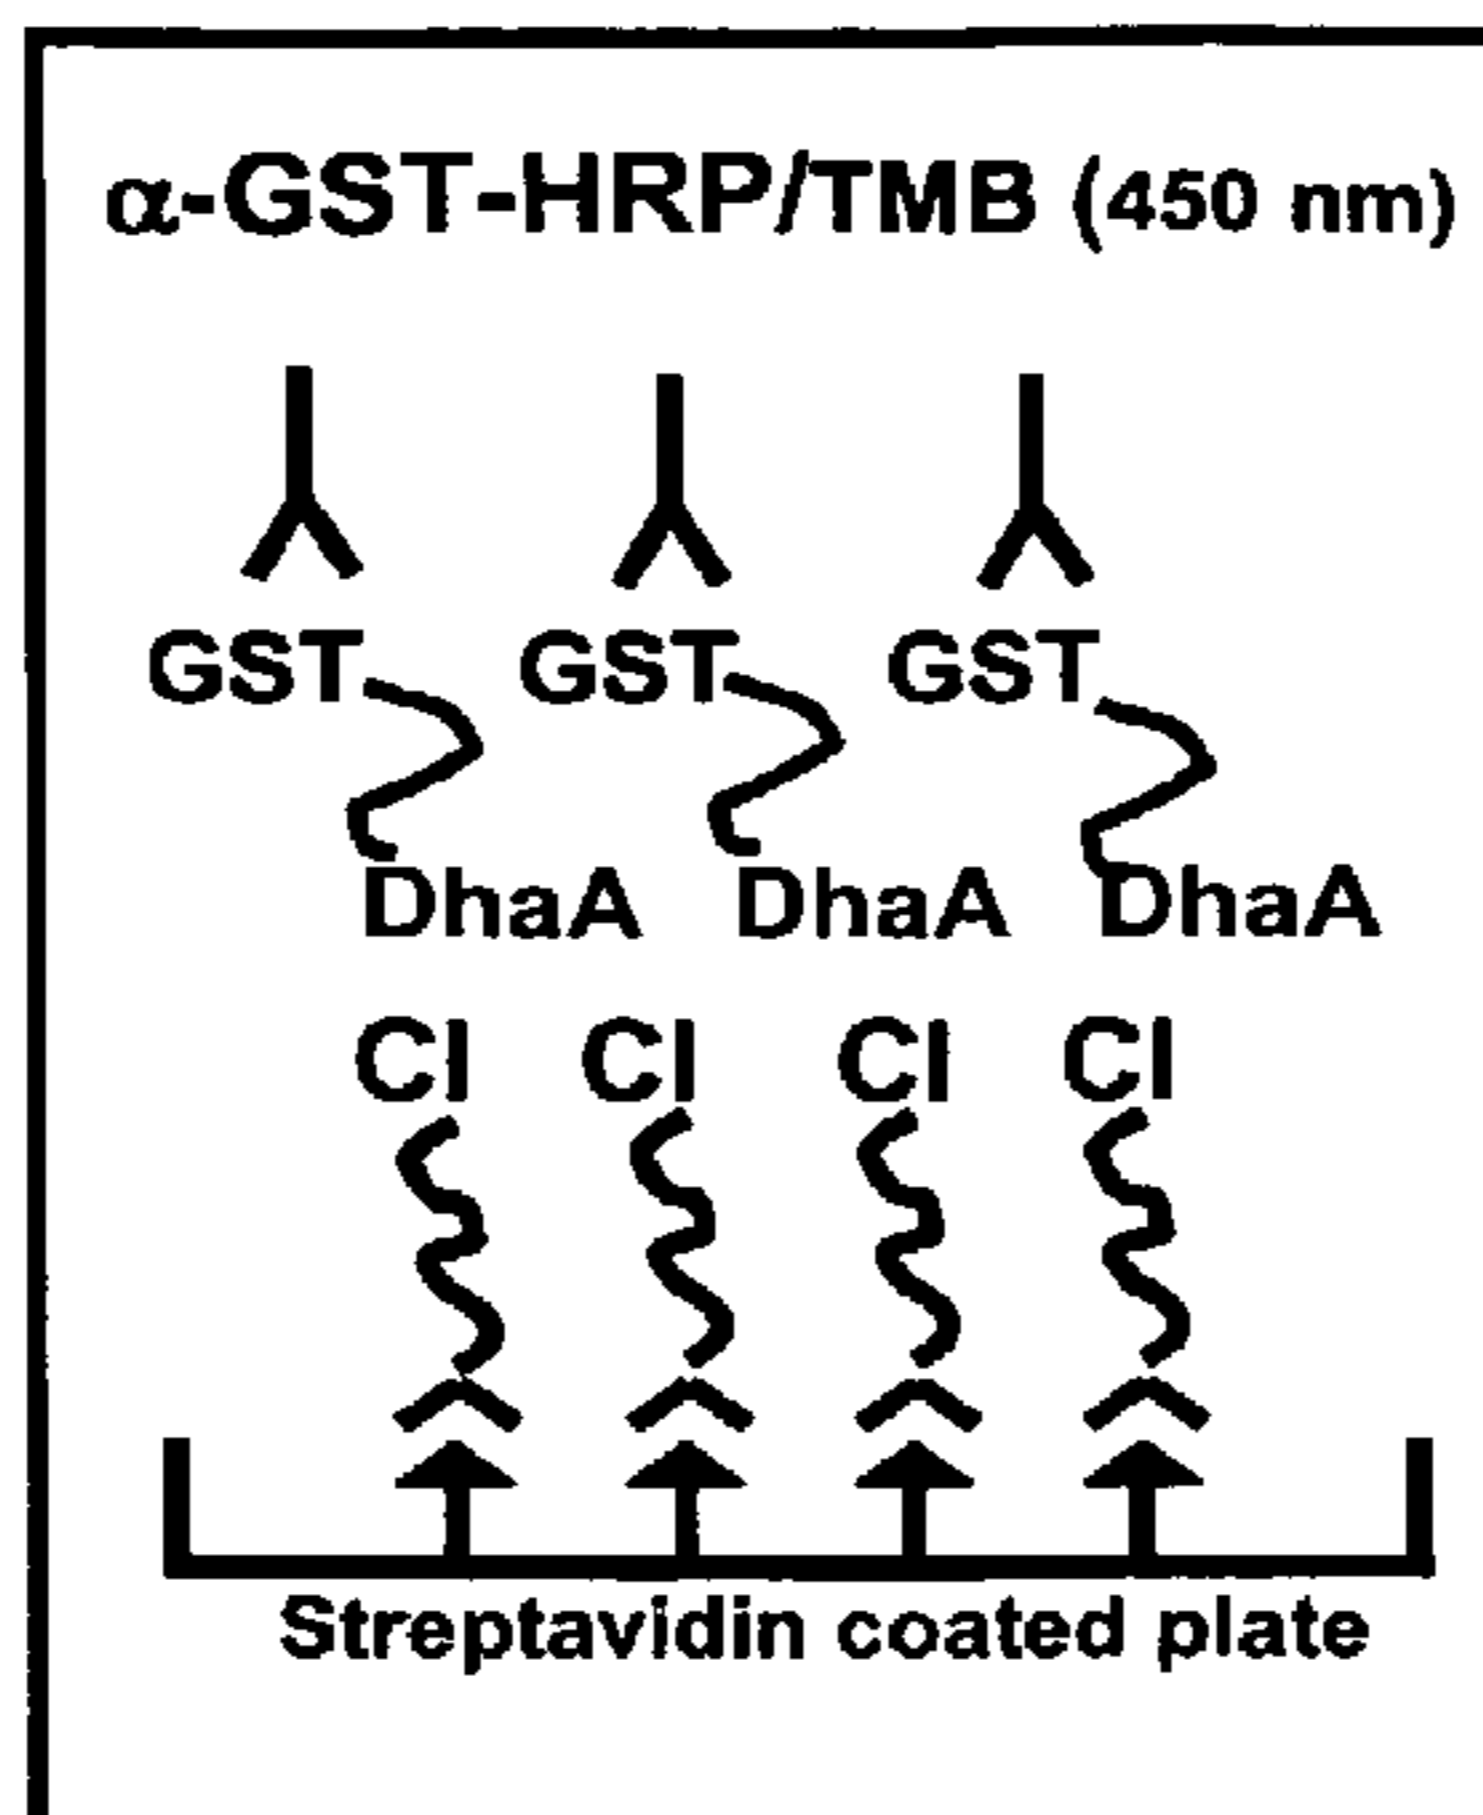 α-GST-HRP/TMB (450 nm)
GST GST GST
DhaA DhaA DhaA
Cl Cl Cl Cl
Streptavidin coated plate